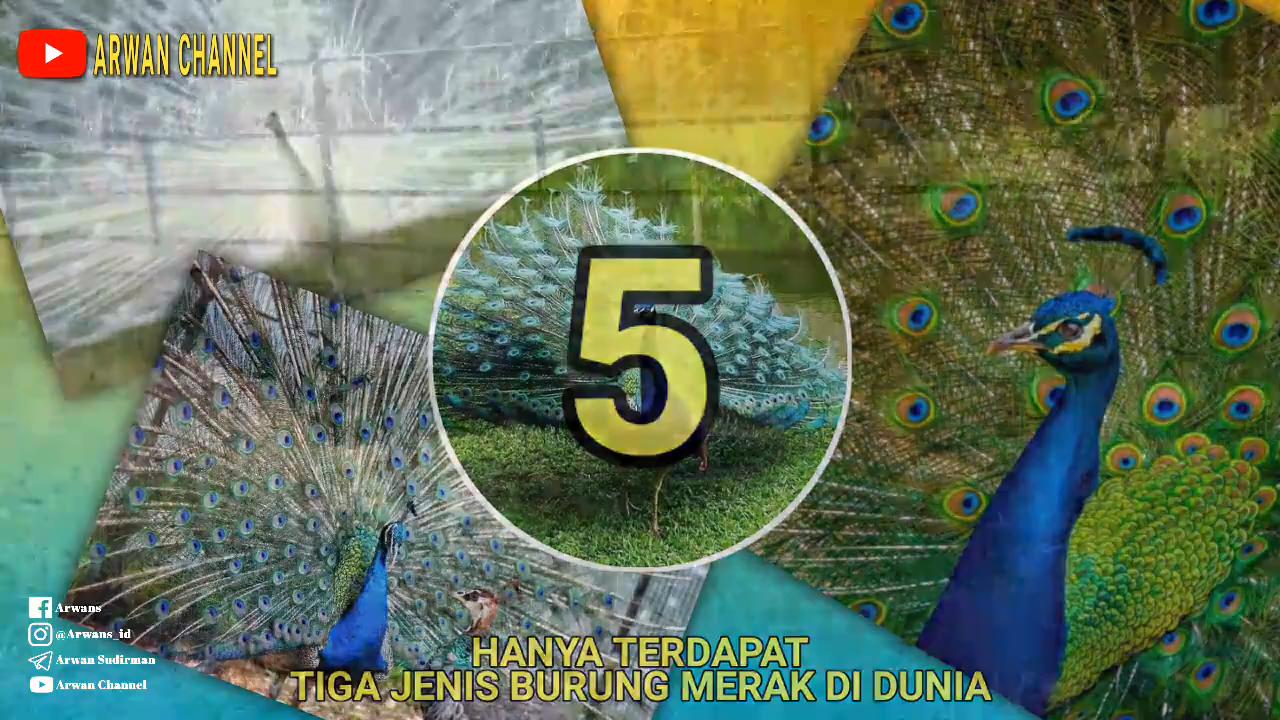 ARWAN CHANNEL
5
Arwans
@Arwans_id
Arwan Sudirman
Arwan Channel
HANYA TERDAPAT
TIGA JENIS BURUNG MERAK DI DUNIA